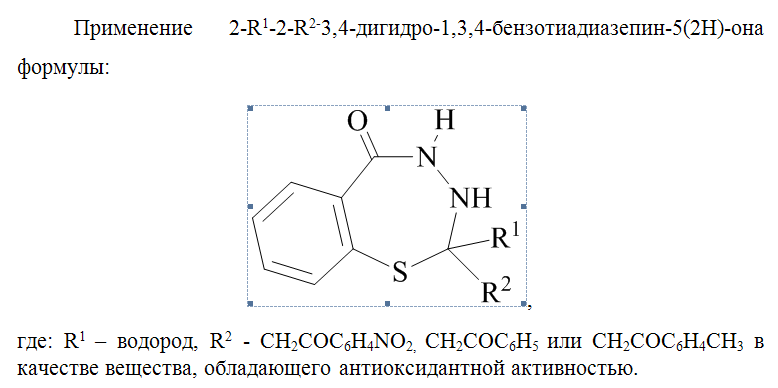 Применение 2-R¹-2-R²⁻3,4-дигидро-1,3,4-бензотиадиазепин-5(2H)-она
формулы:
O
H
N
NH
R¹
S
R²
,
где: R¹ – водород, R² - CH₂COC₆H₄NO₂, CH₂COC₆H₅ или CH₂COC₆H₄CH₃ в
качестве вещества, обладающего антиоксидантной активностью.